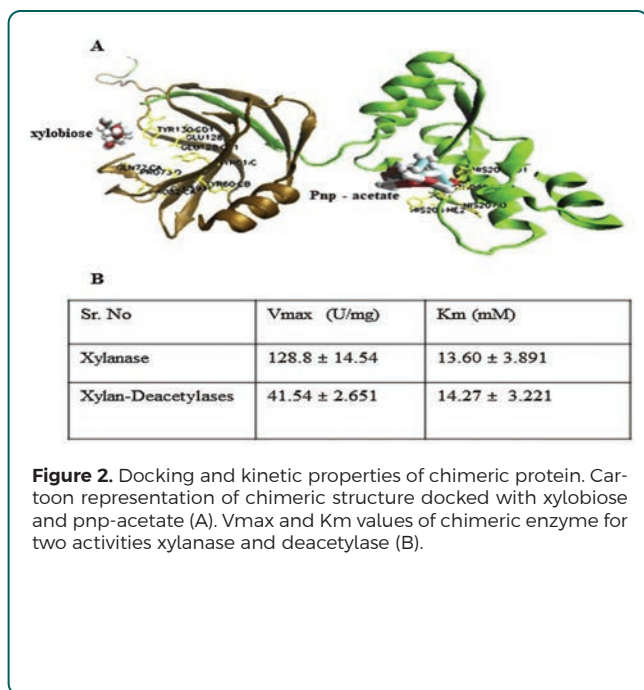 A
xylobiose
TYR130-CD1
GLU128
Pnp - acetate
B
Sr. No Vmax (U/mg) Km (mM)
Xylanase 128.8 ± 14.54 13.60 ± 3.891
Xylan-Deacetylases 41.54 ± 2.651 14.27 ± 3.221
Figure 2. Docking and kinetic properties of chimeric protein. Car-
toon representation of chimeric structure docked with xylobiose
and pnp-acetate (A). Vmax and Km values of chimeric enzyme for
two activities xylanase and deacetylase (B).